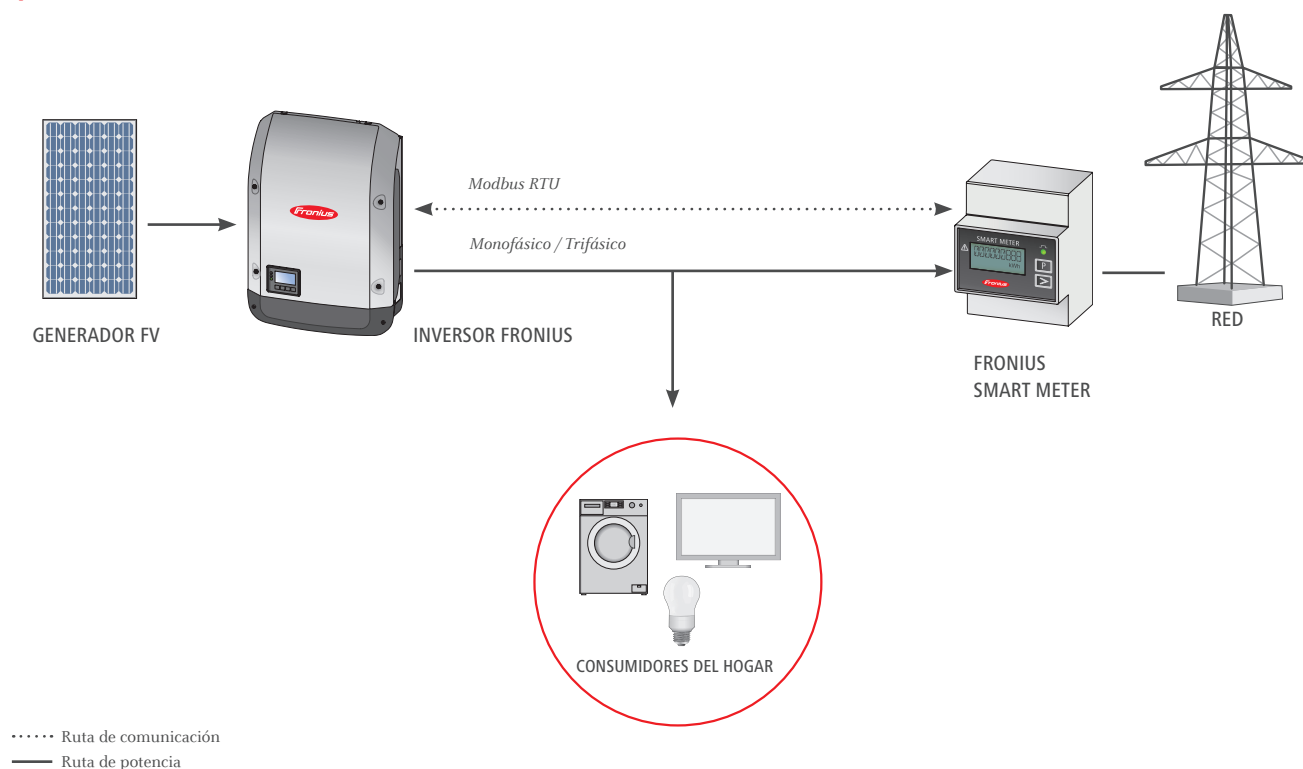 Modbus RTU
Fronius
Monofásico / Trifásico
SMART METER
kWh
P
Fronius
GENERADOR FV
INVERSOR FRONIUS
RED
FRONIUS
SMART METER
CONSUMIDORES DEL HOGAR
Ruta de comunicación
Ruta de potencia